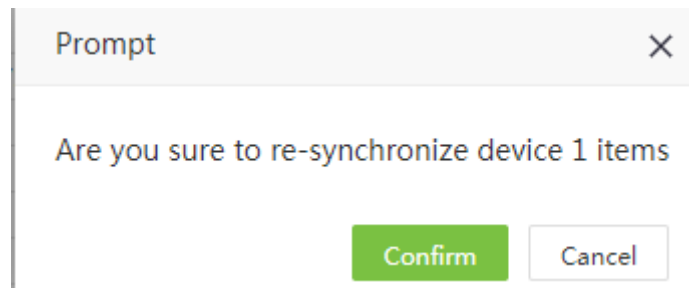 Prompt
Are you sure to re-synchronize device 1 items
Confirm
Cancel